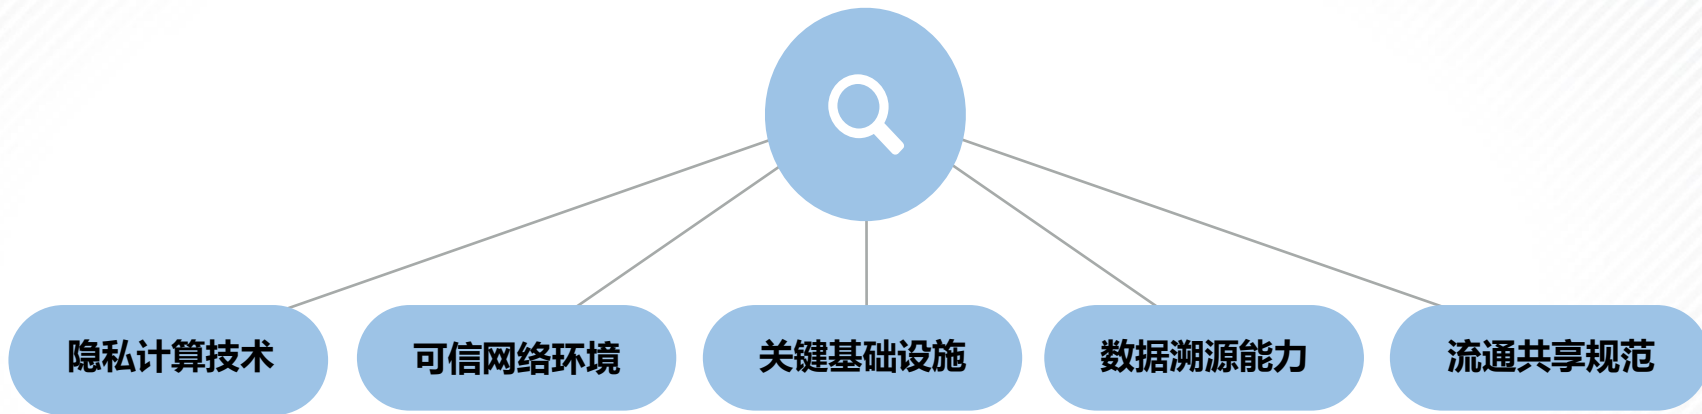 隐私计算技术
可信网络环境
关键基础设施
数据溯源能力
流通共享规范